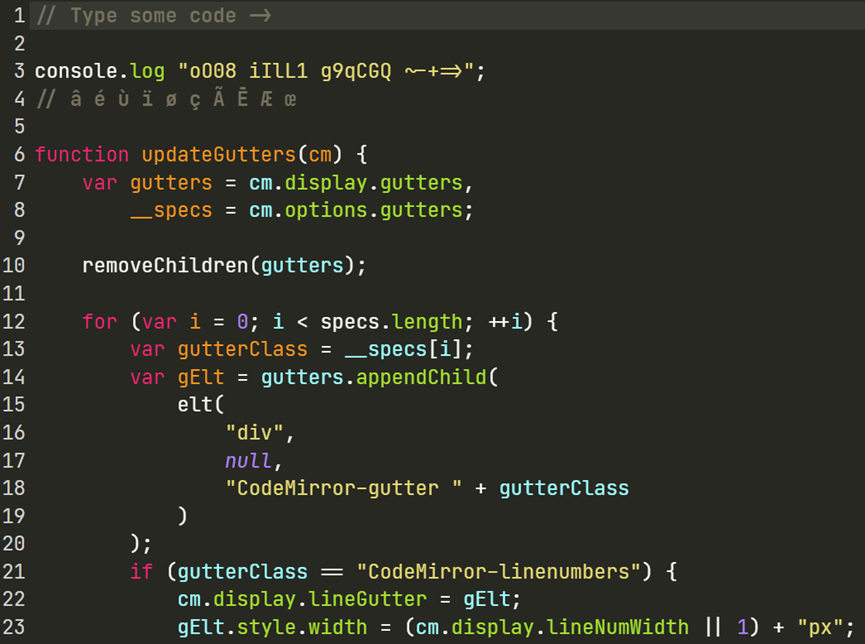 1 // Type some code ->
2
3 console.log "oO08 iIlL1 g9qCGQ ~-+=>";
4 // â é ù ï ø ç Ã Ē Æ œ
5
6 function updateGutters(cm) {
7     var gutters = cm.display.gutters,
8         __specs = cm.options.gutters;
9
10     removeChildren(gutters);
11
12     for (var i = 0; i < specs.length; ++i) {
13         var gutterClass = __specs[i];
14         var gElt = gutters.appendChild(
15             elt(
16                 "div",
17                 null,
18                 "CodeMirror-gutter " + gutterClass
19             )
20         );
21         if (gutterClass == "CodeMirror-linenumbers") {
22             cm.display.lineGutter = gElt;
23             gElt.style.width = (cm.display.lineNumWidth || 1) + "px";